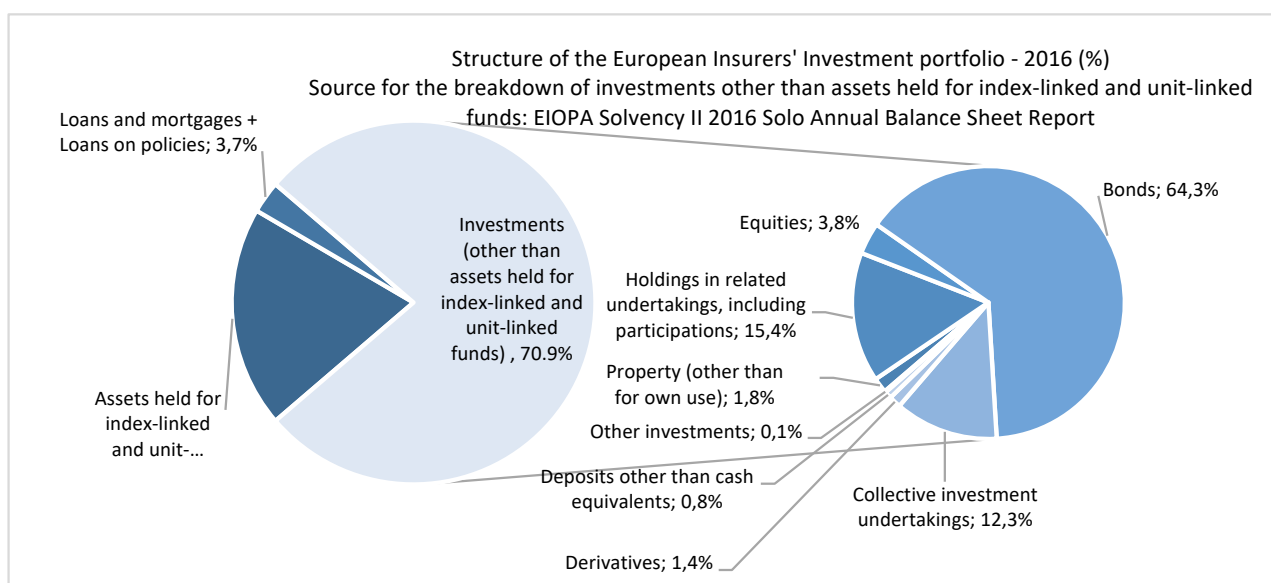 Structure of the European Insurers' Investment portfolio - 2016 (%)
Source for the breakdown of investments other than assets held for index-linked and unit-linked
funds: EIOPA Solvency II 2016 Solo Annual Balance Sheet Report
Loans and mortgages +
Loans on policies; 3,7%
Investments
(other than
assets held for
index-linked and
unit-linked
funds) , 70.9%
Assets held for
index-linked
and unit-...
Bonds; 64,3%
Equities; 3,8%
Holdings in related
undertakings, including
participations; 15,4%
Property (other than
for own use); 1,8%
Other investments; 0,1%
Deposits other than cash
equivalents; 0,8%
Derivatives; 1,4%
Collective investment
undertakings; 12,3%